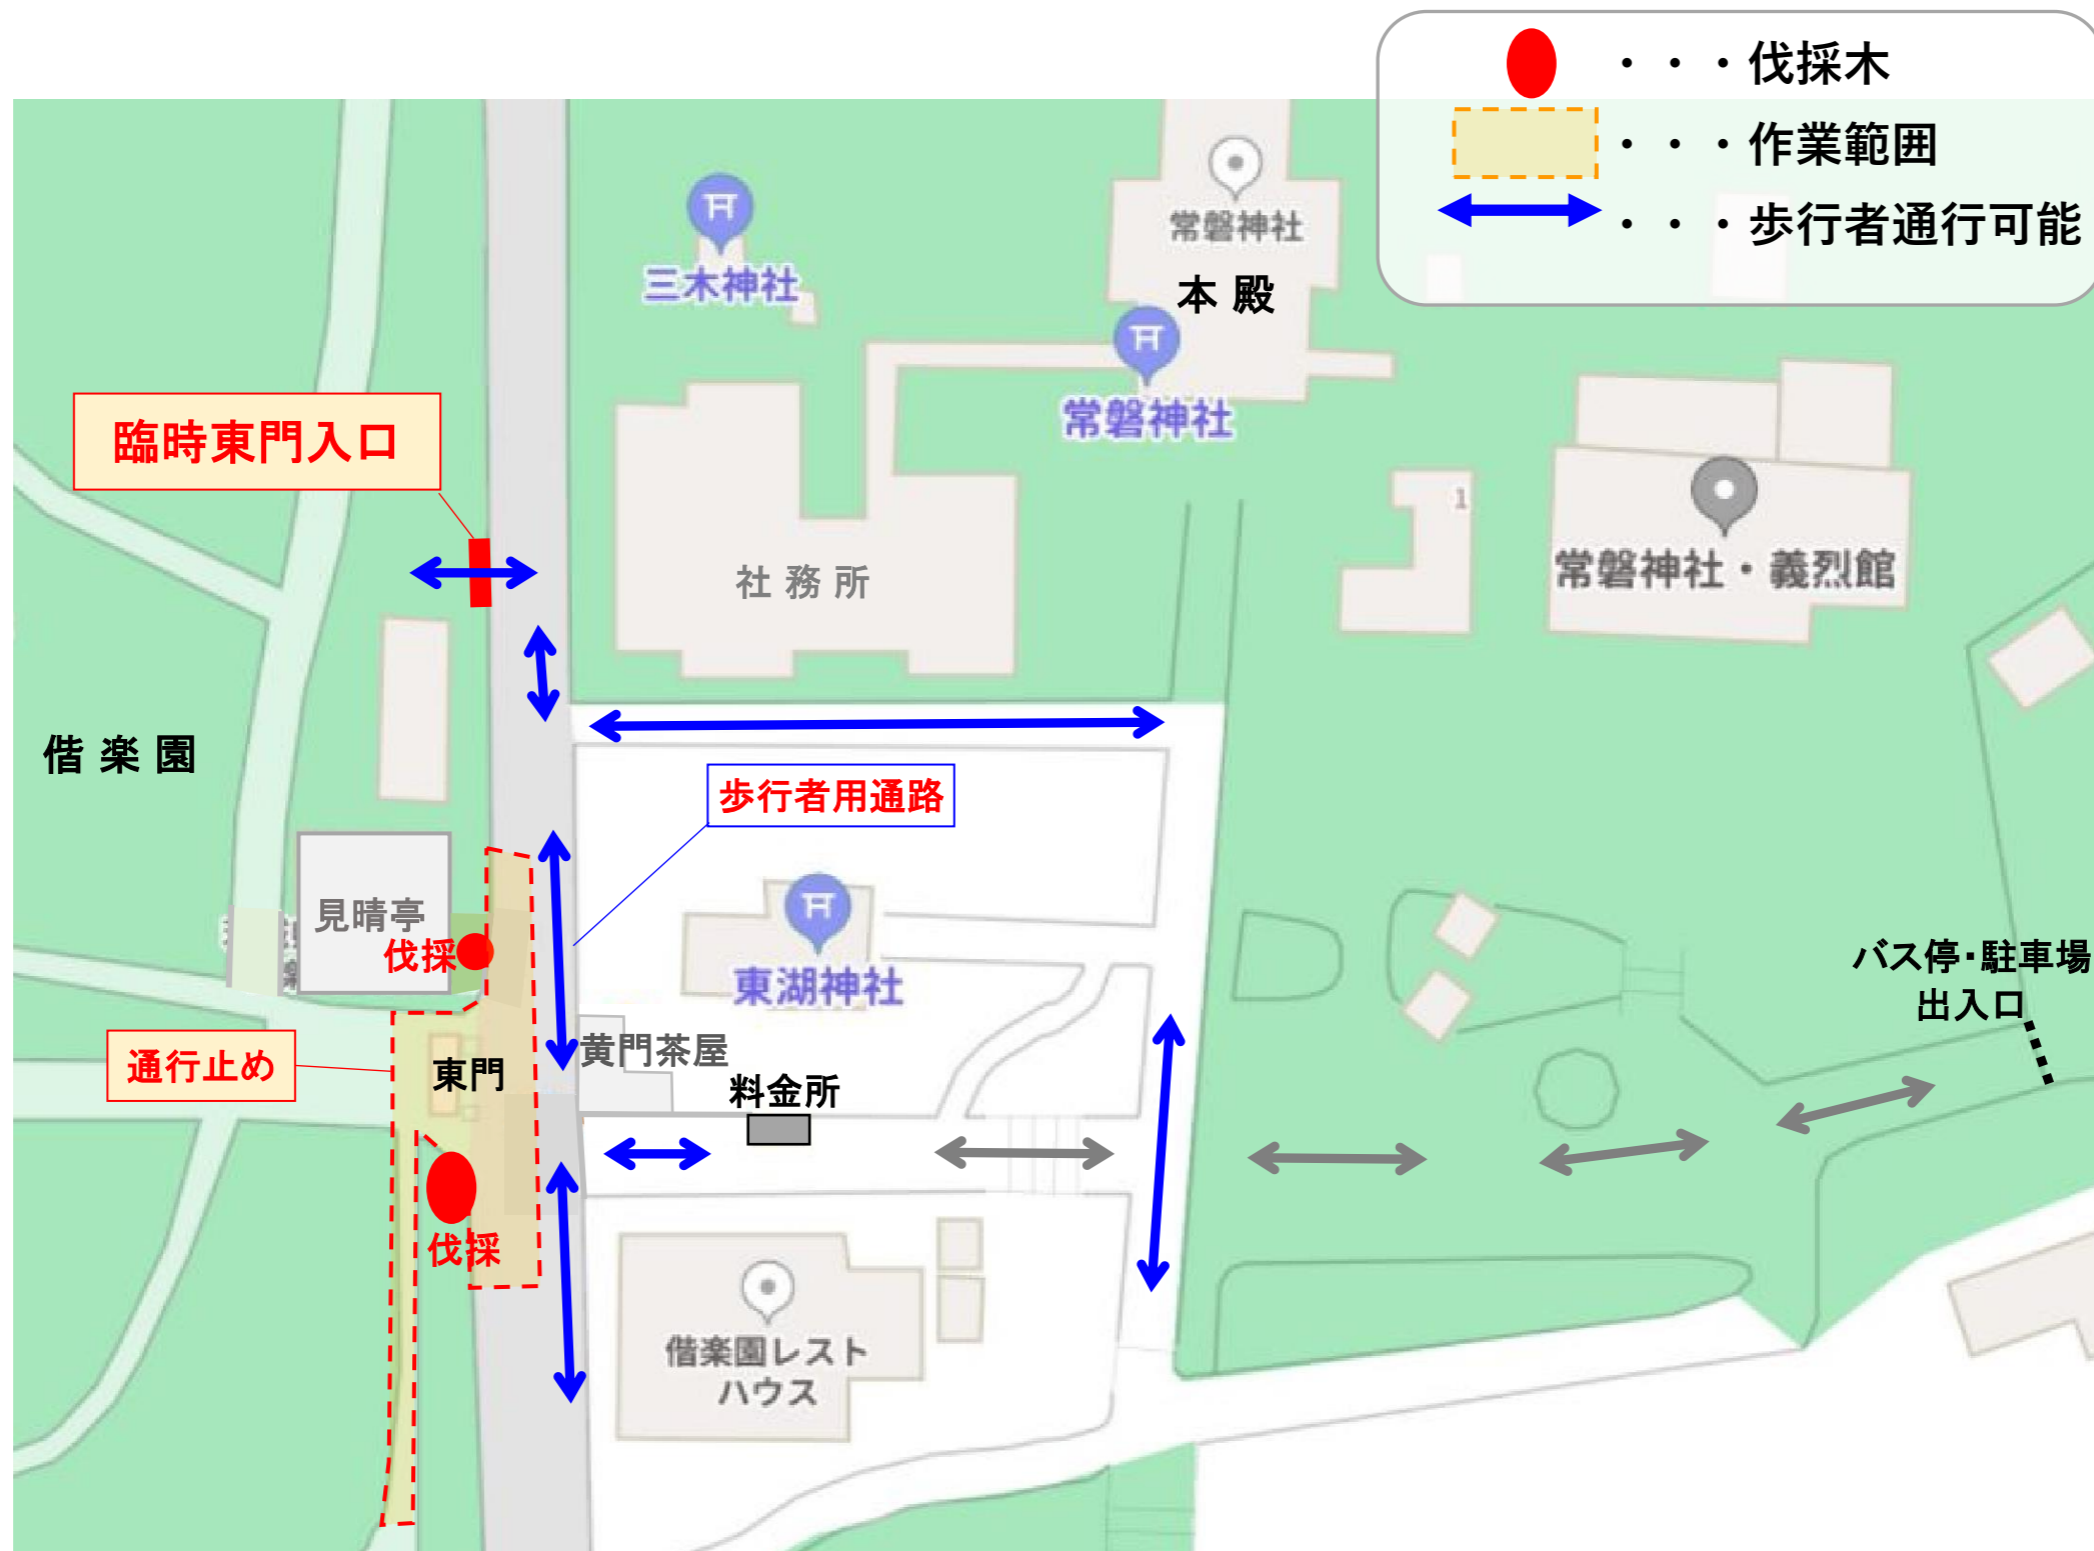 ・・・伐採木
・・・作業範囲
・・・歩行者通行可能
常磐神社
三木神社
本殿
常磐神社
臨時東門入口
1
常磐神社・義烈館
社務所
偕楽園
歩行者用通路
見晴亭
伐採
東湖神社
バス停・駐車場
出入口
黄門茶屋
通行止め
東門
料金所
伐採
偕楽園レスト
ハウス